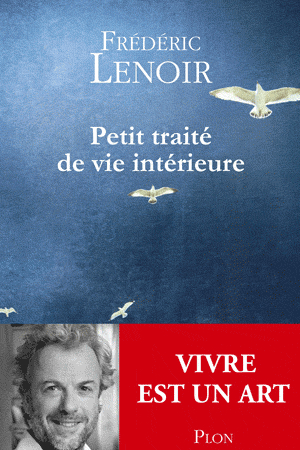 FRÉDÉRIC
LENOIR
Petit traité
de vie intérieure
VIVRE
EST UN ART
PLON